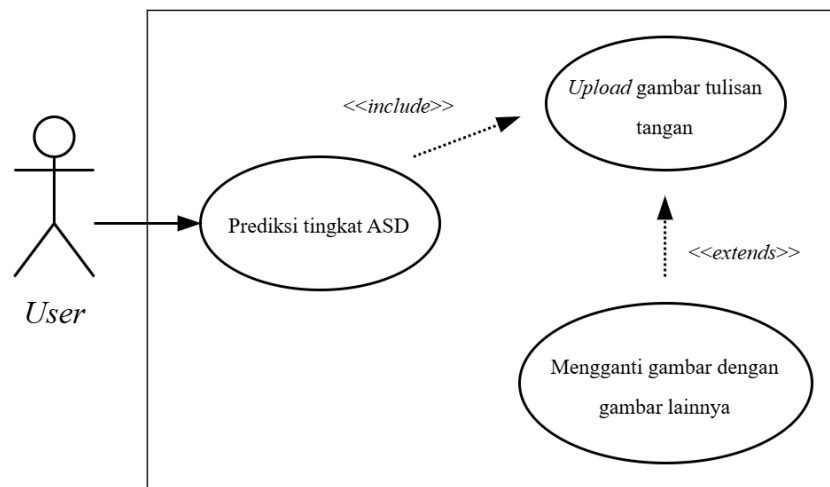 Upload gambar tulisan
tangan
<<include>>
Prediksi tingkat ASD
<<extends>>
User
Mengganti gambar dengan
gambar lainnya